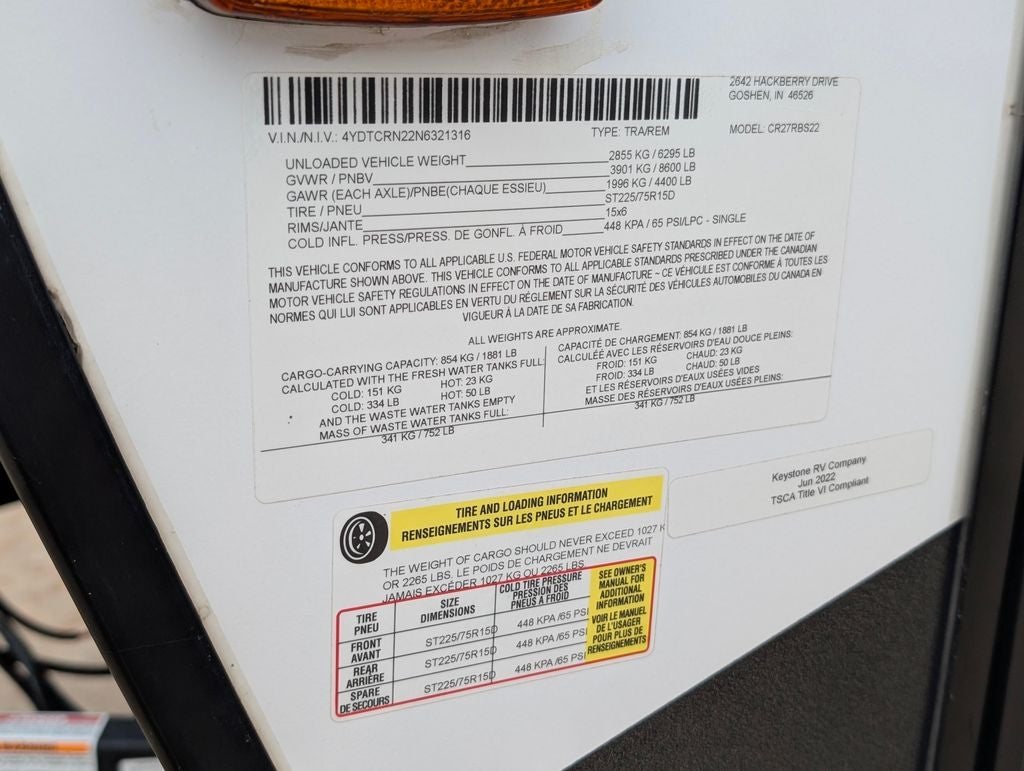 2642 HACKBERRY DRIVE
GOSHEN, IN 46526
V.I.N./N.I.V.: 4YDTCRN22N6321316 TYPE: TRA/REM MODEL: CR27RBS22
UNLOADED VEHICLE WEIGHT 2855 KG / 6295 LB
GVWR / PNBV 3901 KG / 8600 LB
GAWR (EACH AXLE)/PNBE(CHAQUE ESSIEU) 1996 KG / 4400 LB
TIRE / PNEU ST225/75R15D
RIMS/JANTE 15x6
COLD INFL. PRESS/PRESS. DE GONFL. À FROID 448 KPA / 65 PSI/LPC - SINGLE
THIS VEHICLE CONFORMS TO ALL APPLICABLE U.S. FEDERAL MOTOR VEHICLE SAFETY STANDARDS IN EFFECT ON THE DATE OF
MANUFACTURE SHOWN ABOVE. THIS VEHICLE CONFORMS TO ALL APPLICABLE STANDARDS PRESCRIBED UNDER THE CANADIAN
MOTOR VEHICLE SAFETY REGULATIONS IN EFFECT ON THE DATE OF MANUFACTURE ~ CE VÉHICULE EST CONFORME À TOUTES LES
NORMES QUI LUI SONT APPLICABLES EN VERTU DU RÉGLEMENT SUR LA SÉCURITÉ DES VÉHICULES AUTOMOBILES DU CANADA EN
VIGUEUR À LA DATE DE SA FABRICATION.
ALL WEIGHTS ARE APPROXIMATE.
CARGO-CARRYING CAPACITY: 854 KG / 1881 LB
CALCULATED WITH THE FRESH WATER TANKS FULL:
COLD: 151 KG HOT: 23 KG
COLD: 334 LB HOT: 50 LB
AND THE WASTE WATER TANKS EMPTY
MASS OF WASTE WATER TANKS FULL:
341 KG / 752 LB
CAPACITÉ DE CHARGEMENT: 854 KG / 1881 LB
CALCULÉE AVEC LES RÉSERVOIRS D'EAU DOUCE PLEINS:
FROID: 151 KG CHAUD: 23 KG
FROID: 334 LB CHAUD: 50 LB
ET LES RÉSERVOIRS D'EAUX USÉES VIDES
MASSE DES RÉSERVOIRS D'EAUX USÉES PLEINS:
341 KG / 752 LB
Keystone RV Company
Jun 2022
TSCA Title VI Compliant
TIRE AND LOADING INFORMATION
RENSEIGNEMENTS SUR LES PNEUS ET LE CHARGEMENT
THE WEIGHT OF CARGO SHOULD NEVER EXCEED 1027 K
OR 2265 LBS. LE POIDS DE CHARGEMENT NE DEVRAIT
JAMAIS EXCÉDER 1027 KG OU 2265 LBS.
TIRE
PNEU
SIZE
DIMENSIONS
COLD TIRE PRESSURE
PRESSION DES
PNEUS A FROID
FRONT
AVANT
ST225/75R15D 448 KPA /65 PSI
REAR
ARRIÈRE
ST225/75R15D 448 KPA /65 PSI
SPARE
DE SECOURS
ST225/75R15D 448 KPA /65 PSI
SEE OWNER'S
MANUAL FOR
ADDITIONAL
INFORMATION
VOIR LE MANUEL
DE L'USAGER
POUR PLUS DE
RENSEIGNEMENTS